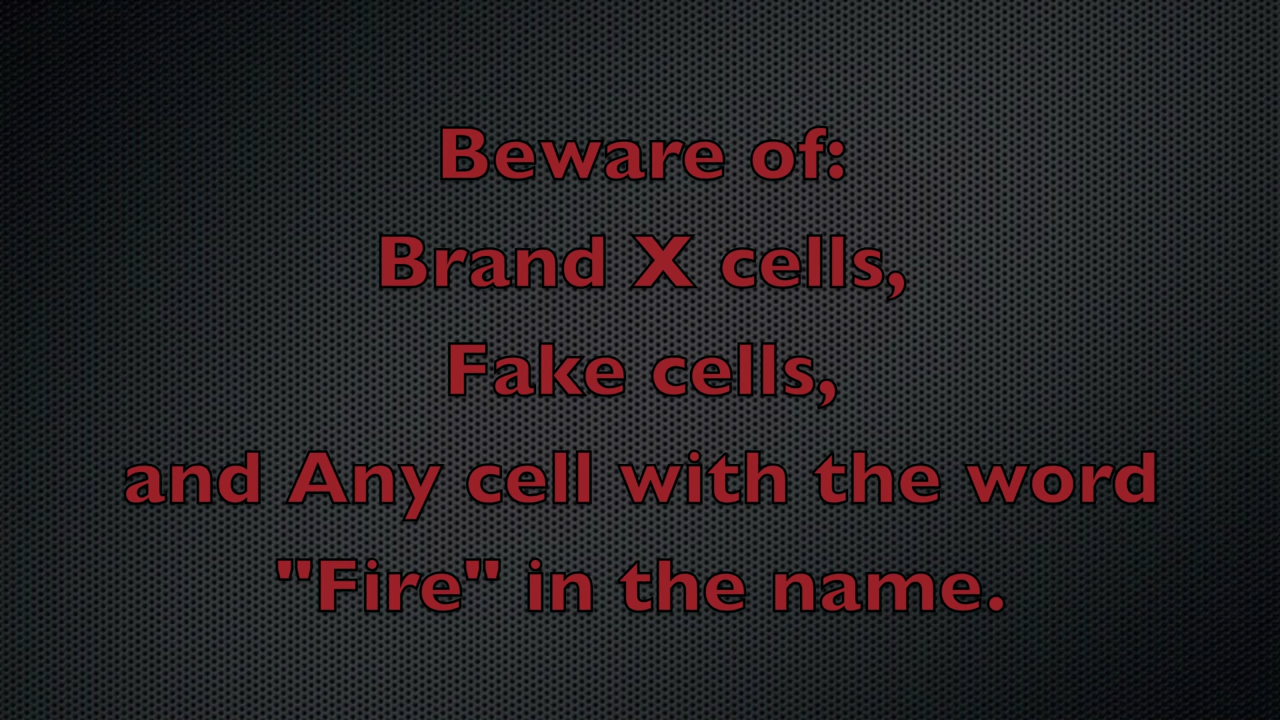 Beware of:
Brand X cells,
Fake cells,
and Any cell with the word
"Fire" in the name.